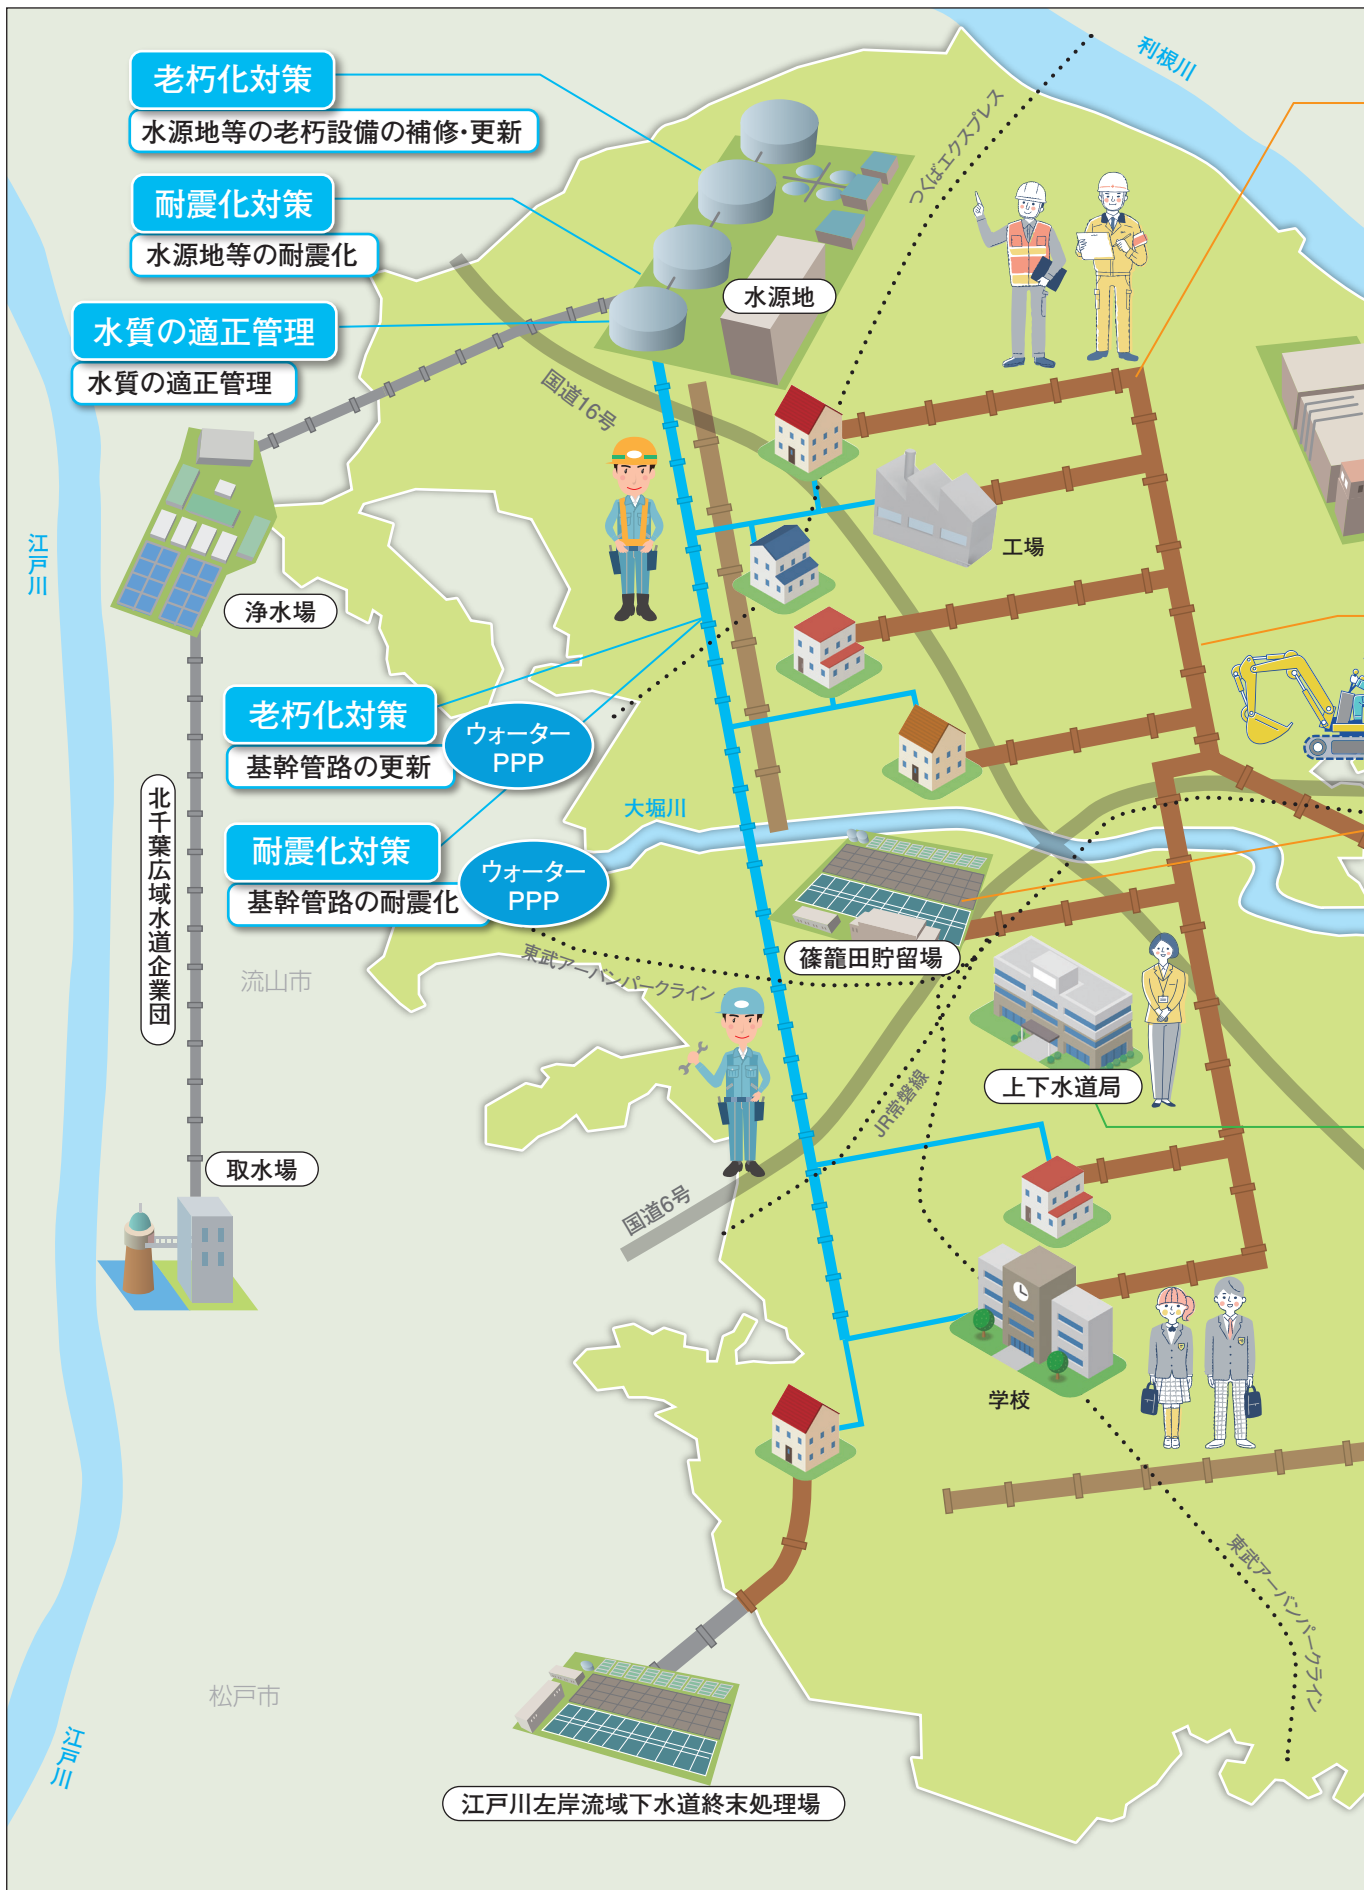 老朽化対策
水源地等の老朽設備の補修・更新
耐震化対策
水源地等の耐震化
水質の適正管理
水質の適正管理
利根川
つくばエクスプレス
水源地
国道16号
工場
江戸川
浄水場
老朽化対策
基幹管路の更新
ウォーター
PPP
耐震化対策
基幹管路の耐震化
ウォーター
PPP
大堀川
北千葉広域水道企業団
流山市
東武アーバンパークライン
篠籠田貯留場
上下水道局
JR常磐線
取水場
国道6号
学校
東武アーバンパークライン
松戸市
江戸川
江戸川左岸流域下水道終末処理場